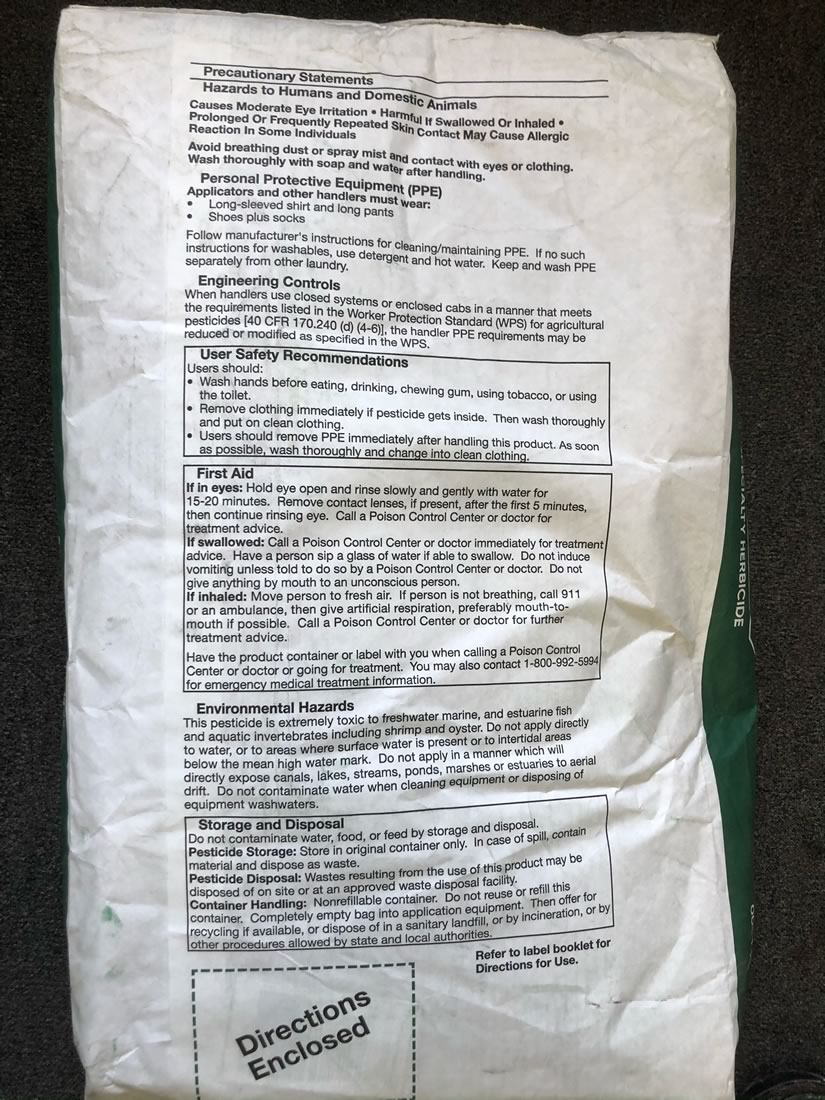 Precautionary Statements
Hazards to Humans and Domestic Animals
Causes Moderate Eye Irritation • Harmful If Swallowed Or Inhaled •
Prolonged Or Frequently Repeated Skin Contact May Cause Allergic
Reaction In Some Individuals
Avoid breathing dust or spray mist and contact with eyes or clothing.
Wash thoroughly with soap and water after handling.
Personal Protective Equipment (PPE)
Applicators and other handlers must wear:
• Long-sleeved shirt and long pants
• Shoes plus socks
Follow manufacturer's instructions for cleaning/maintaining PPE. If no such
instructions for washables, use detergent and hot water. Keep and wash PPE
separately from other laundry.
Engineering Controls
When handlers use closed systems or enclosed cabs in a manner that meets
the requirements listed in the Worker Protection Standard (WPS) for agricultural
pesticides [40 CFR 170.240 (d) (4-6)], the handler PPE requirements may be
reduced or modified as specified in the WPS.
User Safety Recommendations
Users should:
• Wash hands before eating, drinking, chewing gum, using tobacco, or using
the toilet.
• Remove clothing immediately if pesticide gets inside. Then wash thoroughly
and put on clean clothing.
• Users should remove PPE immediately after handling this product. As soon
as possible, wash thoroughly and change into clean clothing.
First Aid
If in eyes: Hold eye open and rinse slowly and gently with water for
15-20 minutes. Remove contact lenses, if present, after the first 5 minutes,
then continue rinsing eye. Call a Poison Control Center or doctor for
treatment advice.
If swallowed: Call a Poison Control Center or doctor immediately for treatment
advice. Have a person sip a glass of water if able to swallow. Do not induce
vomiting unless told to do so by a Poison Control Center or doctor. Do not
give anything by mouth to an unconscious person.
If inhaled: Move person to fresh air. If person is not breathing, call 911
or an ambulance, then give artificial respiration, preferably mouth-to-
mouth if possible. Call a Poison Control Center or doctor for further
treatment advice.
Have the product container or label with you when calling a Poison Control
Center or doctor or going for treatment. You may also contact 1-800-992-5994
for emergency medical treatment information.
Environmental Hazards
This pesticide is extremely toxic to freshwater marine, and estuarine fish
and aquatic invertebrates including shrimp and oyster. Do not apply directly
to water, or to areas where surface water is present or to intertidal areas
below the mean high water mark. Do not apply in a manner which will
directly expose canals, lakes, streams, ponds, marshes or estuaries to aerial
drift. Do not contaminate water when cleaning equipment or disposing of
equipment washwaters.
Storage and Disposal
Do not contaminate water, food, or feed by storage and disposal.
Pesticide Storage: Store in original container only. In case of spill, contain
material and dispose as waste.
Pesticide Disposal: Wastes resulting from the use of this product may be
disposed of on site or at an approved waste disposal facility.
Container Handling: Nonrefillable container. Do not reuse or refill this
container. Completely empty bag into application equipment. Then offer for
recycling if available, or dispose of in a sanitary landfill, or by incineration, or by
other procedures allowed by state and local authorities.
Refer to label booklet for
Directions for Use.
Directions
Enclosed
HERBICIDE